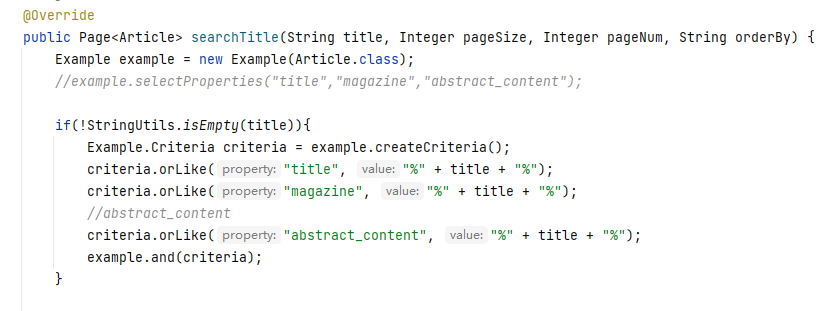 @Override
public Page<Article> searchTitle(String title, Integer pageSize, Integer pageNum, String orderBy) {
Example example = new Example(Article.class);
//example.selectProperties("title","magazine","abstract_content");
if(!StringUtils.isEmpty(title)){
Example.Criteria criteria = example.createCriteria();
criteria.orLike( property: "title", value: "%" + title + "%");
criteria.orLike( property: "magazine", value: "%" + title + "%");
//abstract_content
criteria.orLike( property: "abstract_content", value: "%" + title + "%");
example.and(criteria);
}